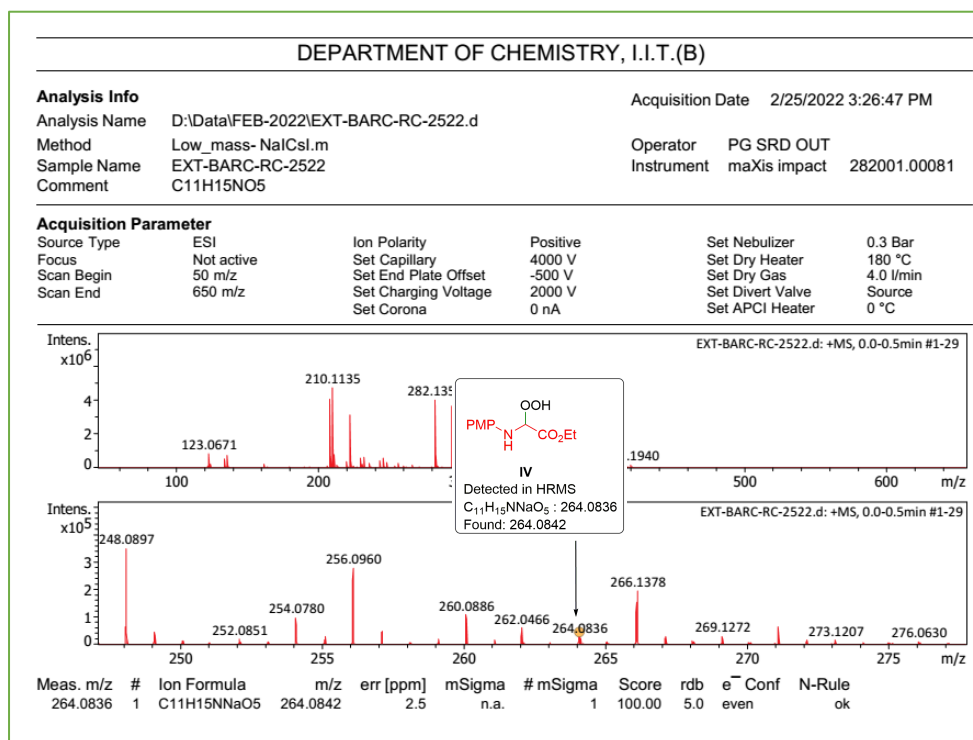 DEPARTMENT OF CHEMISTRY, I.I.T.(B)
Analysis Info
Acquisition Date 2/25/2022 3:26:47 PM
Analysis Name D:\Data\FEB-2022\EXT-BARC-RC-2522.d
Method Low_mass- NaICsI.m Operator PG SRD OUT
Sample Name EXT-BARC-RC-2522 Instrument maXis impact 282001.00081
Comment C11H15NO5
Acquisition Parameter
Source Type ESI Ion Polarity Positive Set Nebulizer 0.3 Bar
Focus Not active Set Capillary 4000 V Set Dry Heater 180 °C
Scan Begin 50 m/z Set End Plate Offset -500 V Set Dry Gas 4.0 l/min
Scan End 650 m/z Set Charging Voltage 2000 V Set Divert Valve Source
Set Corona 0 nA Set APCI Heater 0 °C
Intens.
x10⁶
EXT-BARC-RC-2522.d: +MS, 0.0-0.5min #1-29
210.1135
282.135
4
2
123.0671
.1940
0
100 200 500 600 m/z
OOH
PMP N H CO₂Et
IV
Detected in HRMS
C₁₁H₁₅NNaO₅ : 264.0836
Found: 264.0842
Intens.
x10⁵
EXT-BARC-RC-2522.d: +MS, 0.0-0.5min #1-29
248.0897
256.0960
266.1378
3
2
1
0
254.0780
260.0886
252.0851
262.0466
264.0836
269.1272
273.1207
276.0630
250 255 260 265 270 275 m/z
Meas. m/z # Ion Formula m/z err [ppm] mSigma # mSigma Score rdb e⁻ Conf N-Rule
264.0836 1 C11H15NNaO5 264.0842 2.5 n.a. 1 100.00 5.0 even ok